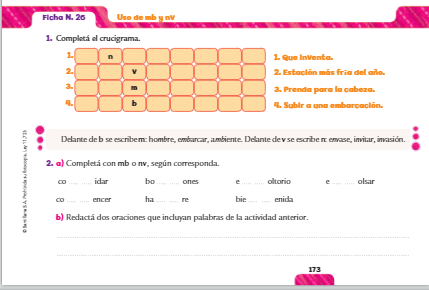 Ficha N. 26 Uso de mb y nv
1. Completá el crucigrama.
1. n
2. v
3. m
4. b
1. Que inventa.
2. Estación más fría del año.
3. Prenda para la cabeza.
4. Subir a una embarcación.
Delante de b se escribe m: hombre, embarcar, ambiente. Delante de v se escribe n: envase, invitar, invasión.
2. a) Completá con mb o nv, según corresponda.
co ........ idar bo ........ ones e ........ oltorio e ........ olsar
co ........ encer ha ........ re bie ........ enida
b) Redactá dos oraciones que incluyan palabras de la actividad anterior.
173